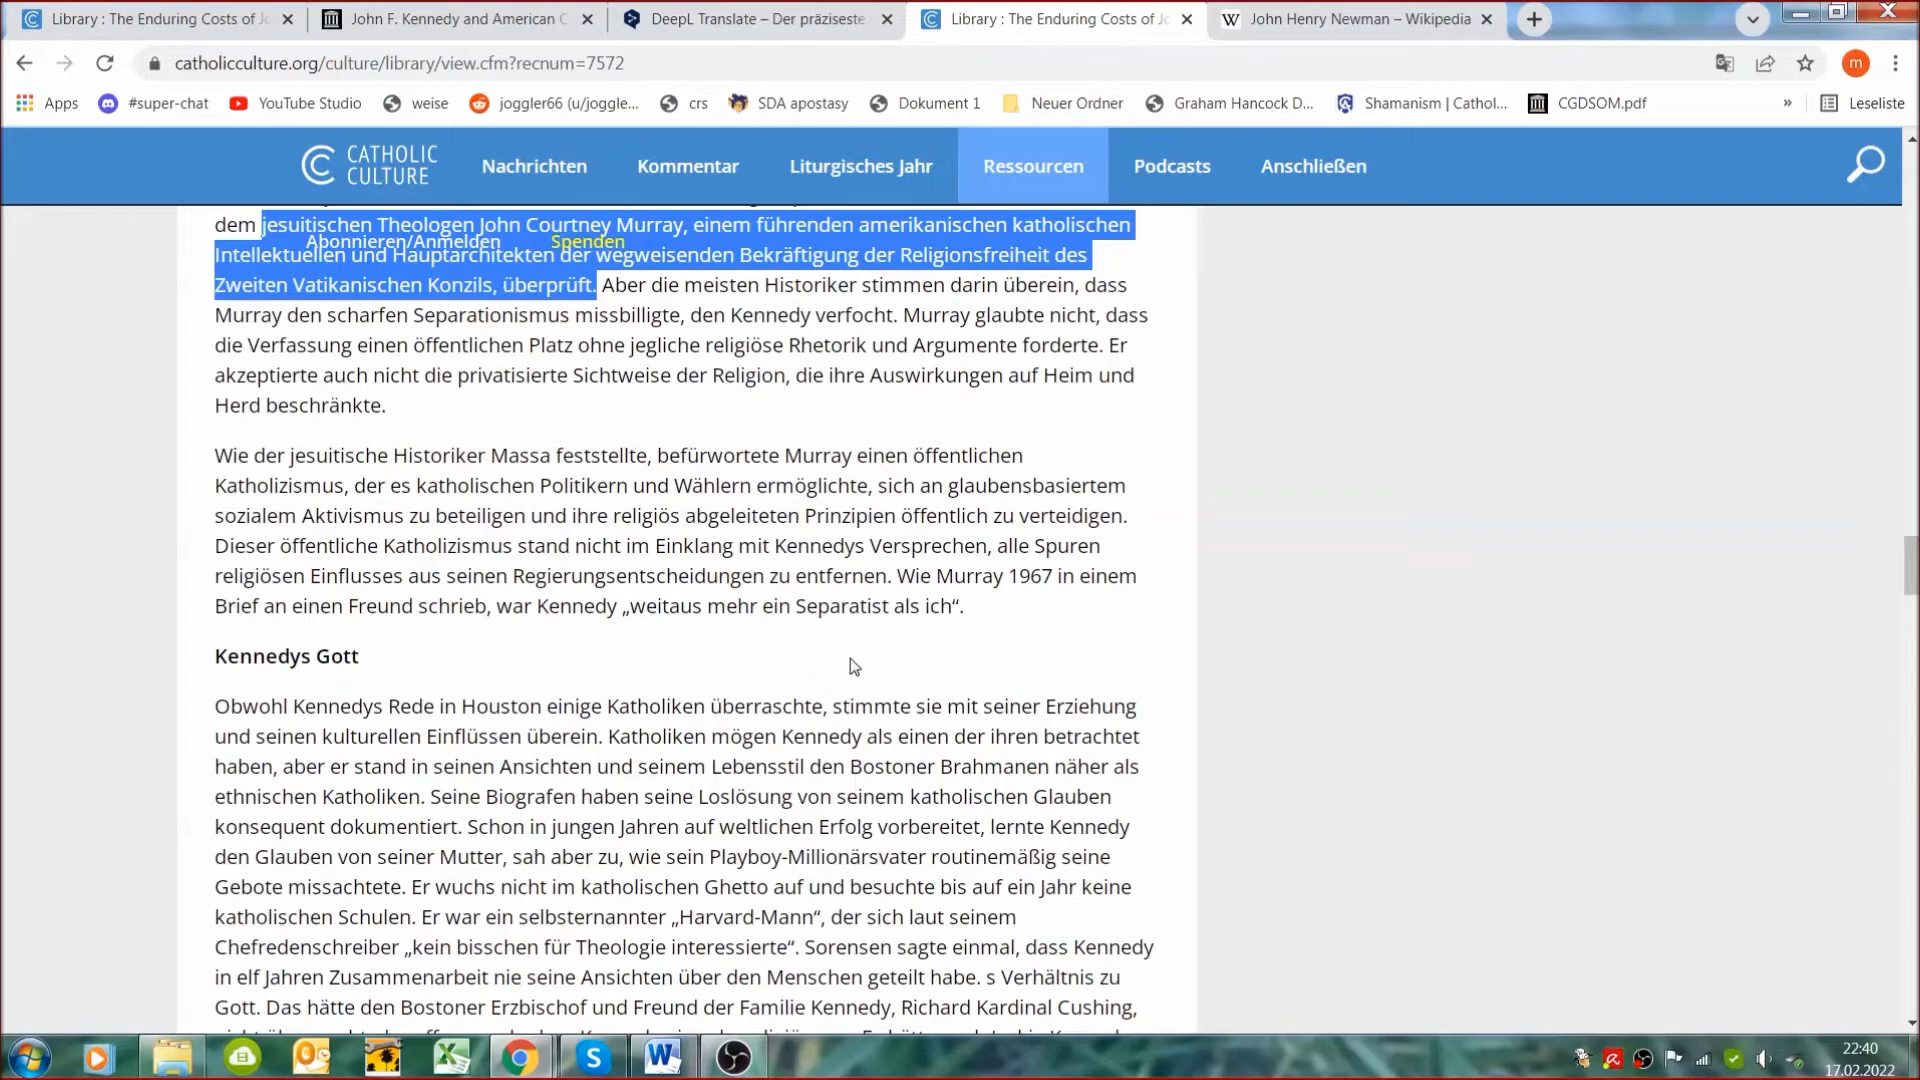 Library : The Enduring Costs of Jo
John F. Kennedy and American C
DeepL Translate – Der präziseste
Library : The Enduring Costs of Jo
John Henry Newman – Wikipedia
catholicculture.org/culture/library/view.cfm?recnum=7572
m
Apps
#super-chat
YouTube Studio
weise
joggler66 (u/joggle...
crs
SDA apostasy
Dokument 1
Neuer Ordner
Graham Hancock D...
Shamanism | Cathol...
CGDSOM.pdf
»
Leseliste
CATHOLIC
CULTURE
Nachrichten
Kommentar
Liturgisches Jahr
Ressourcen
Podcasts
Anschließen
dem jesuitischen Theologen John Courtney Murray, einem führenden amerikanischen katholischen
Abonnieren/Anmelden
Spenden
Intellektuellen und Hauptarchitekten der wegweisenden Bekräftigung der Religionsfreiheit des
Zweiten Vatikanischen Konzils, überprüft. Aber die meisten Historiker stimmen darin überein, dass
Murray den scharfen Separationismus missbilligte, den Kennedy verfocht. Murray glaubte nicht, dass
die Verfassung einen öffentlichen Platz ohne jegliche religiöse Rhetorik und Argumente forderte. Er
akzeptierte auch nicht die privatisierte Sichtweise der Religion, die ihre Auswirkungen auf Heim und
Herd beschränkte.
Wie der jesuitische Historiker Massa feststellte, befürwortete Murray einen öffentlichen
Katholizismus, der es katholischen Politikern und Wählern ermöglichte, sich an glaubensbasiertem
sozialem Aktivismus zu beteiligen und ihre religiös abgeleiteten Prinzipien öffentlich zu verteidigen.
Dieser öffentliche Katholizismus stand nicht im Einklang mit Kennedys Versprechen, alle Spuren
religiösen Einflusses aus seinen Regierungsentscheidungen zu entfernen. Wie Murray 1967 in einem
Brief an einen Freund schrieb, war Kennedy „weitaus mehr ein Separatist als ich“.
Kennedys Gott
Obwohl Kennedys Rede in Houston einige Katholiken überraschte, stimmte sie mit seiner Erziehung
und seinen kulturellen Einflüssen überein. Katholiken mögen Kennedy als einen der ihren betrachtet
haben, aber er stand in seinen Ansichten und seinem Lebensstil den Bostoner Brahmanen näher als
ethnischen Katholiken. Seine Biografen haben seine Loslösung von seinem katholischen Glauben
konsequent dokumentiert. Schon in jungen Jahren auf weltlichen Erfolg vorbereitet, lernte Kennedy
den Glauben von seiner Mutter, sah aber zu, wie sein Playboy-Millionärsvater routinemäßig seine
Gebote missachtete. Er wuchs nicht im katholischen Ghetto auf und besuchte bis auf ein Jahr keine
katholischen Schulen. Er war ein selbsternannter „Harvard-Mann“, der sich laut seinem
Chefredenschreiber „kein bisschen für Theologie interessierte“. Sorensen sagte einmal, dass Kennedy
in elf Jahren Zusammenarbeit nie seine Ansichten über den Menschen geteilt habe. s Verhältnis zu
Gott. Das hätte den Bostoner Erzbischof und Freund der Familie Kennedy, Richard Kardinal Cushing,
22:40
17.02.2022